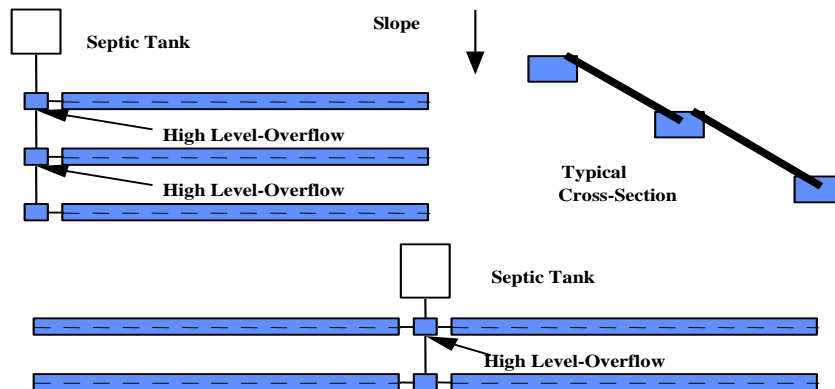 Septic Tank
Slope
High Level-Overflow
High Level-Overflow
Typical
Cross-Section
Septic Tank
High Level-Overflow